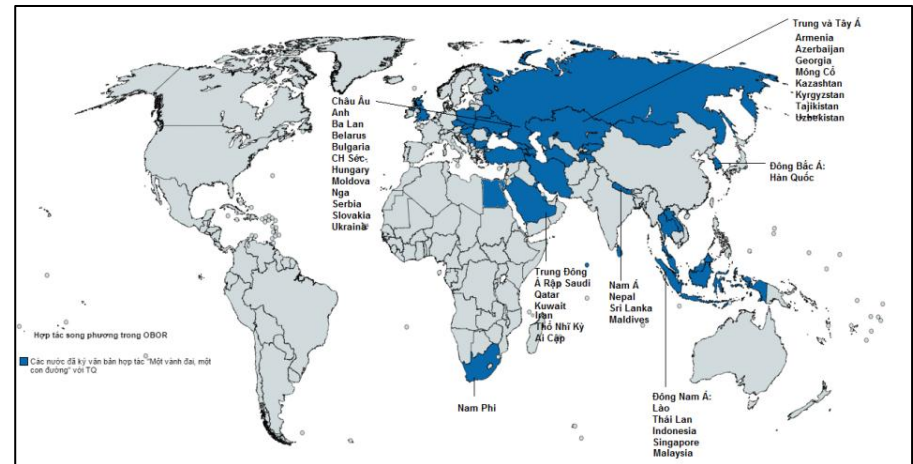 Trung và Tây Á
Armenia
Azerbaijan
Georgia
Mông Cổ
Kazashtan
Kyrgyzstan
Tajikistan
Uzbekistan
Châu Âu
Anh
Ba Lan
Belarus
Bulgaria
CH Séc
Hungary
Moldova
Nga
Serbia
Slovakia
Ukraina
Đông Bắc Á:
Hàn Quốc
Trung Đông
Ả Rập Saudi
Qatar
Kuwait
Iran
Thổ Nhĩ Kỳ
Ai Cập
Nam Á
Nepal
Sri Lanka
Maldives
Hợp tác song phương trong OBOR
Các nước đã ký văn bản hợp tác "Một vành đai, một
con đường" với TQ
Nam Phi
Đông Nam Á:
Lào
Thái Lan
Indonesia
Singapore
Malaysia